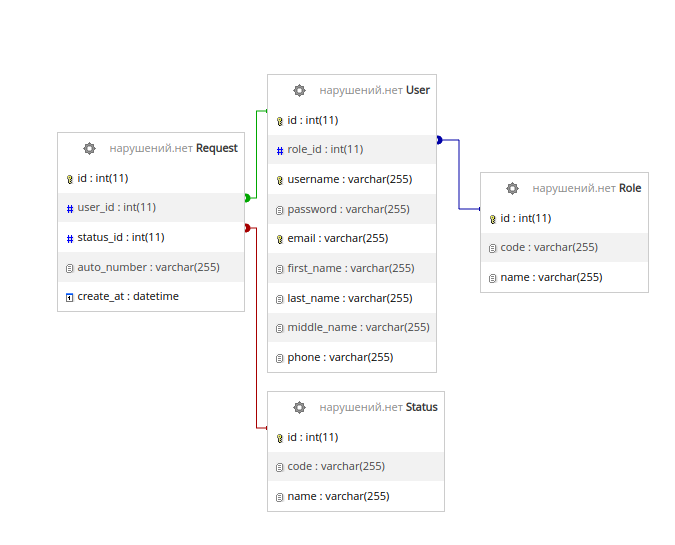 нарушений.нет Request
id : int(11)
user_id : int(11)
status_id : int(11)
auto_number : varchar(255)
create_at : datetime
нарушений.нет User
id : int(11)
role_id : int(11)
username : varchar(255)
password : varchar(255)
email : varchar(255)
first_name : varchar(255)
last_name : varchar(255)
middle_name : varchar(255)
phone : varchar(255)
нарушений.нет Role
id : int(11)
code : varchar(255)
name : varchar(255)
нарушений.нет Status
id : int(11)
code : varchar(255)
name : varchar(255)